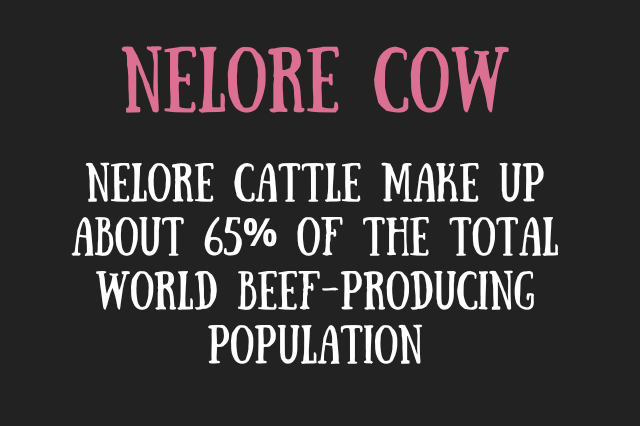 NELORE COW
NELORE CATTLE MAKE UP
ABOUT 65% OF THE TOTAL
WORLD BEEF-PRODUCING
POPULATION